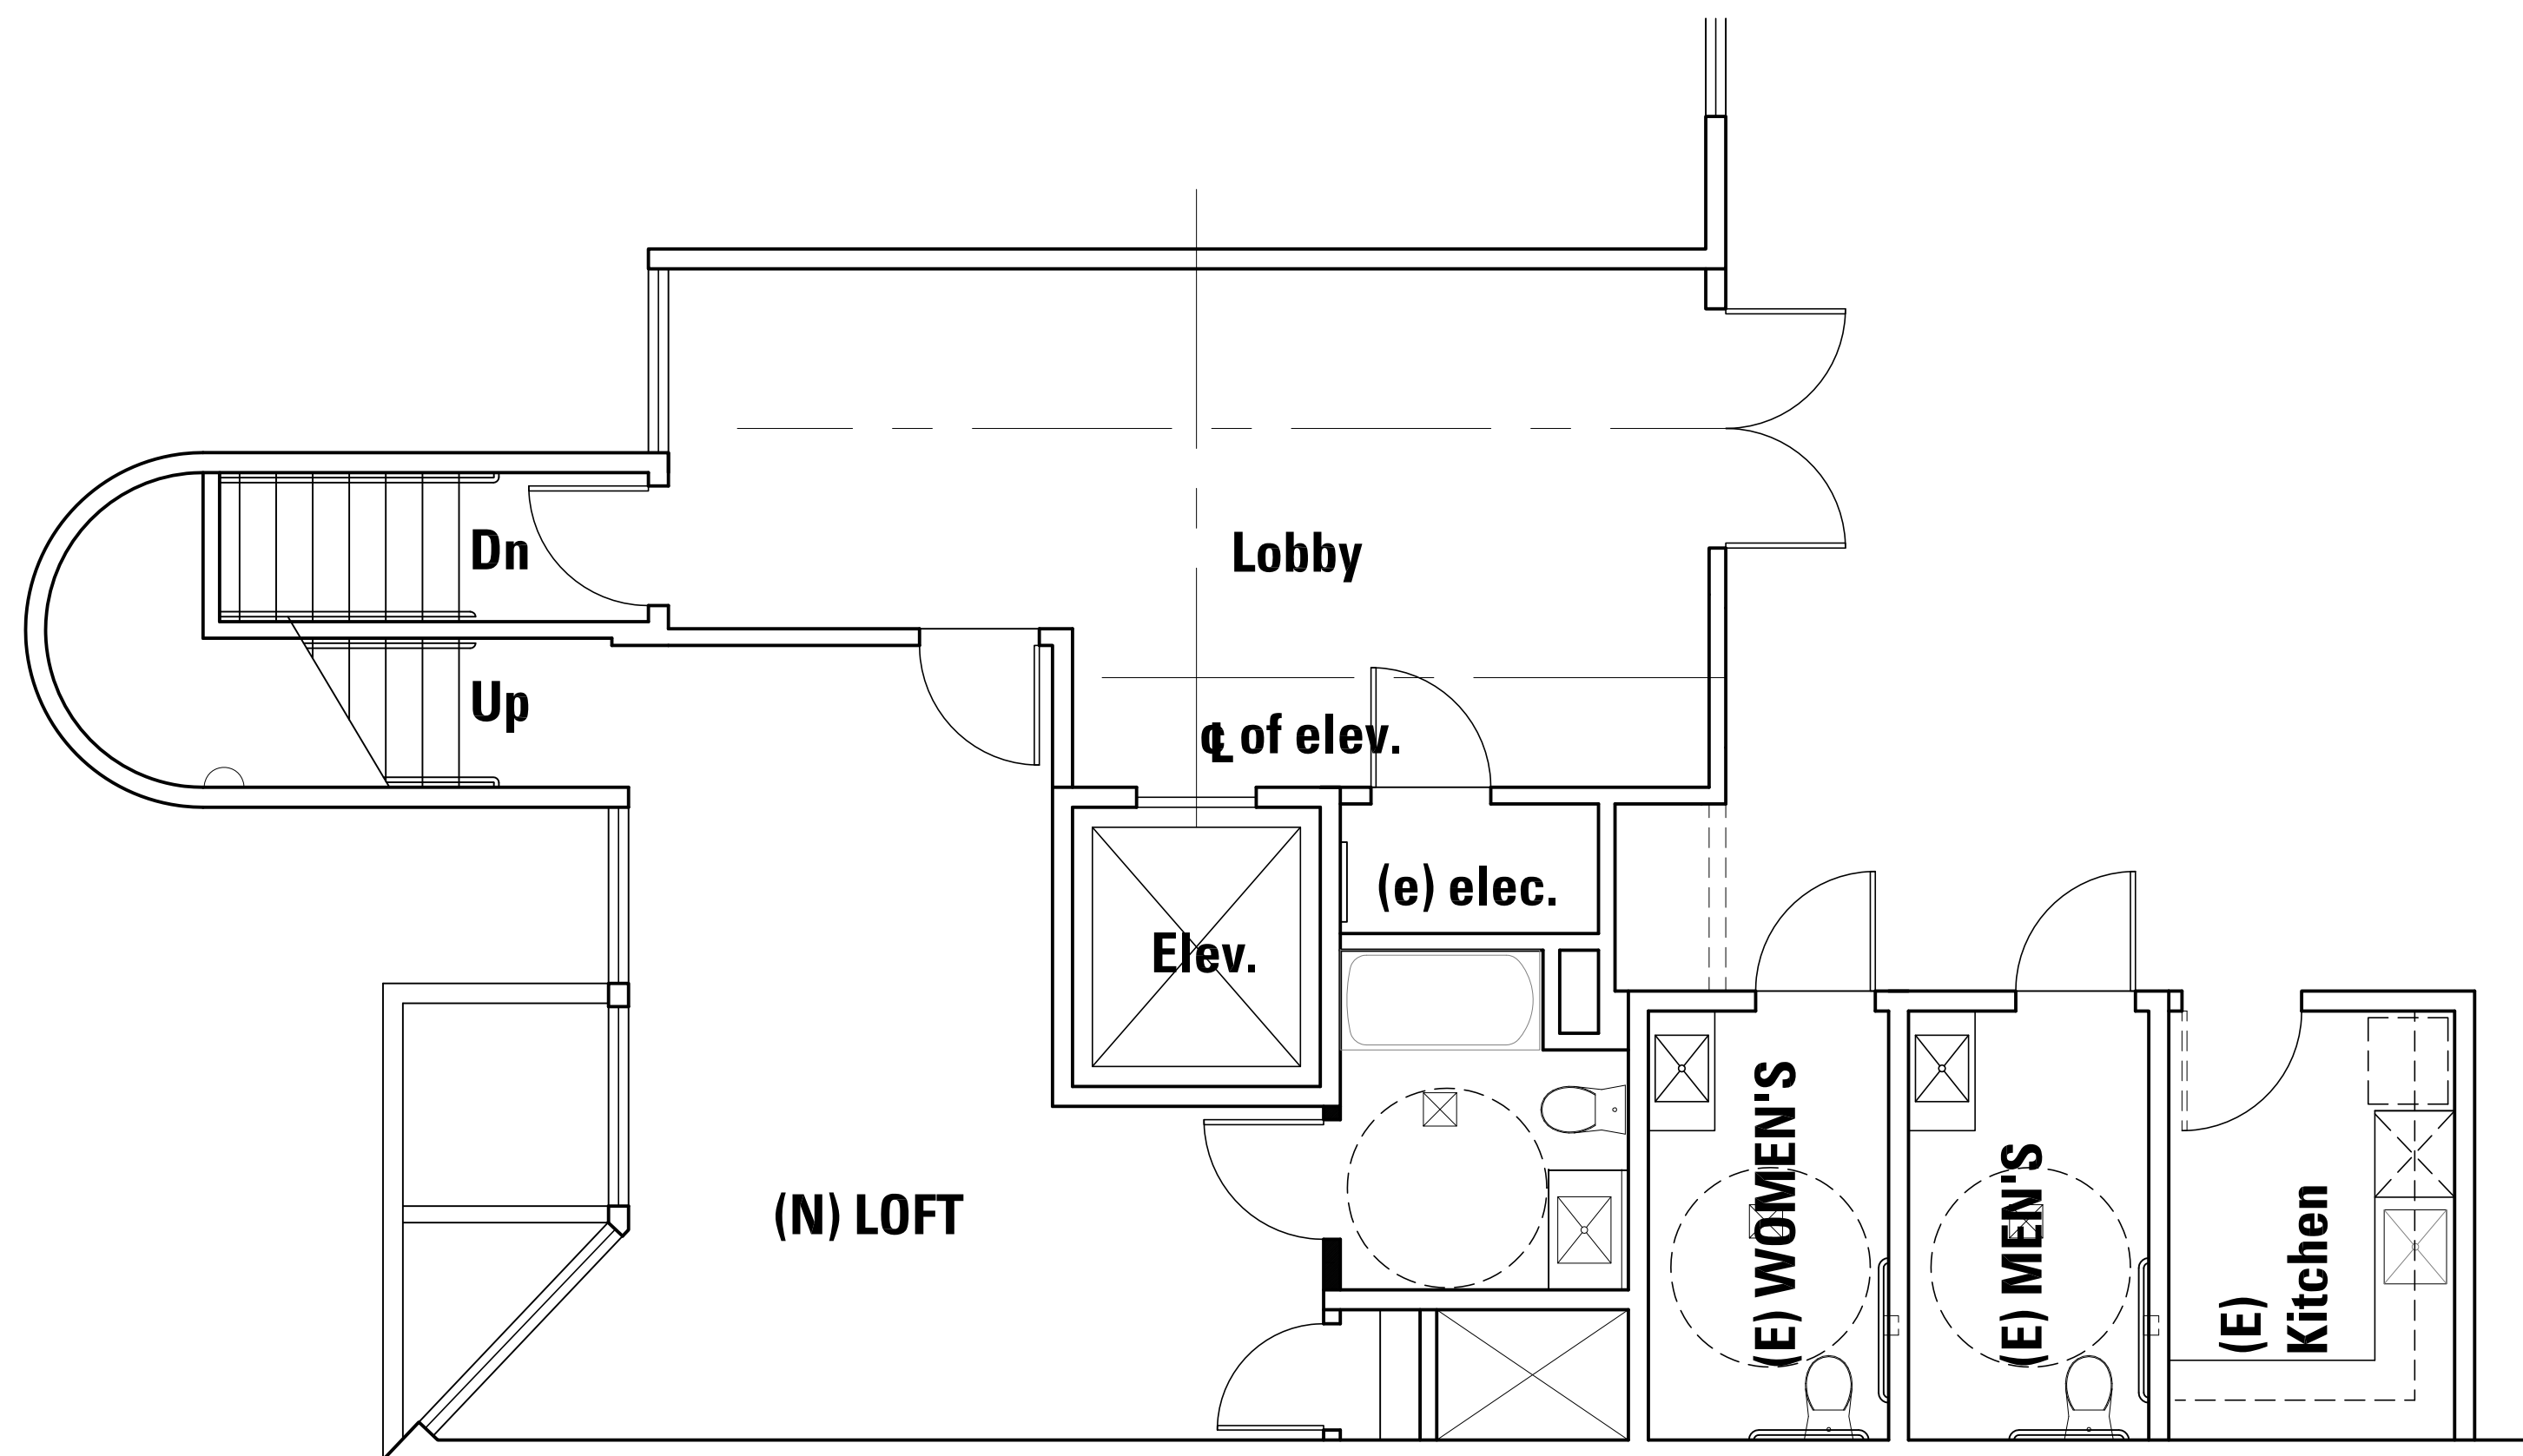 Dn
Lobby
Up
℄ of elev.
(e) elec.
Elev.
(N) LOFT
(E) WOMEN'S
(E) MEN'S
(E)
Kitchen